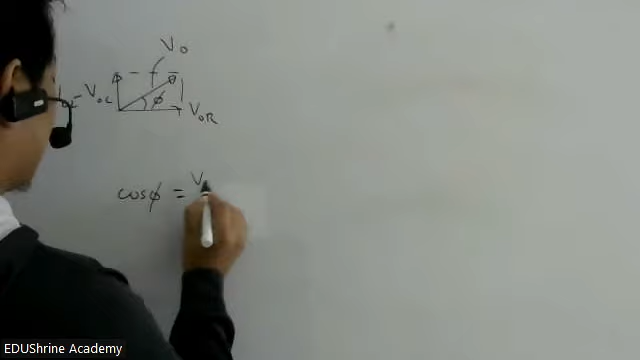 V₀
V₀L
ϕ
V₀R
cosϕ = V
EDUShrine Academy